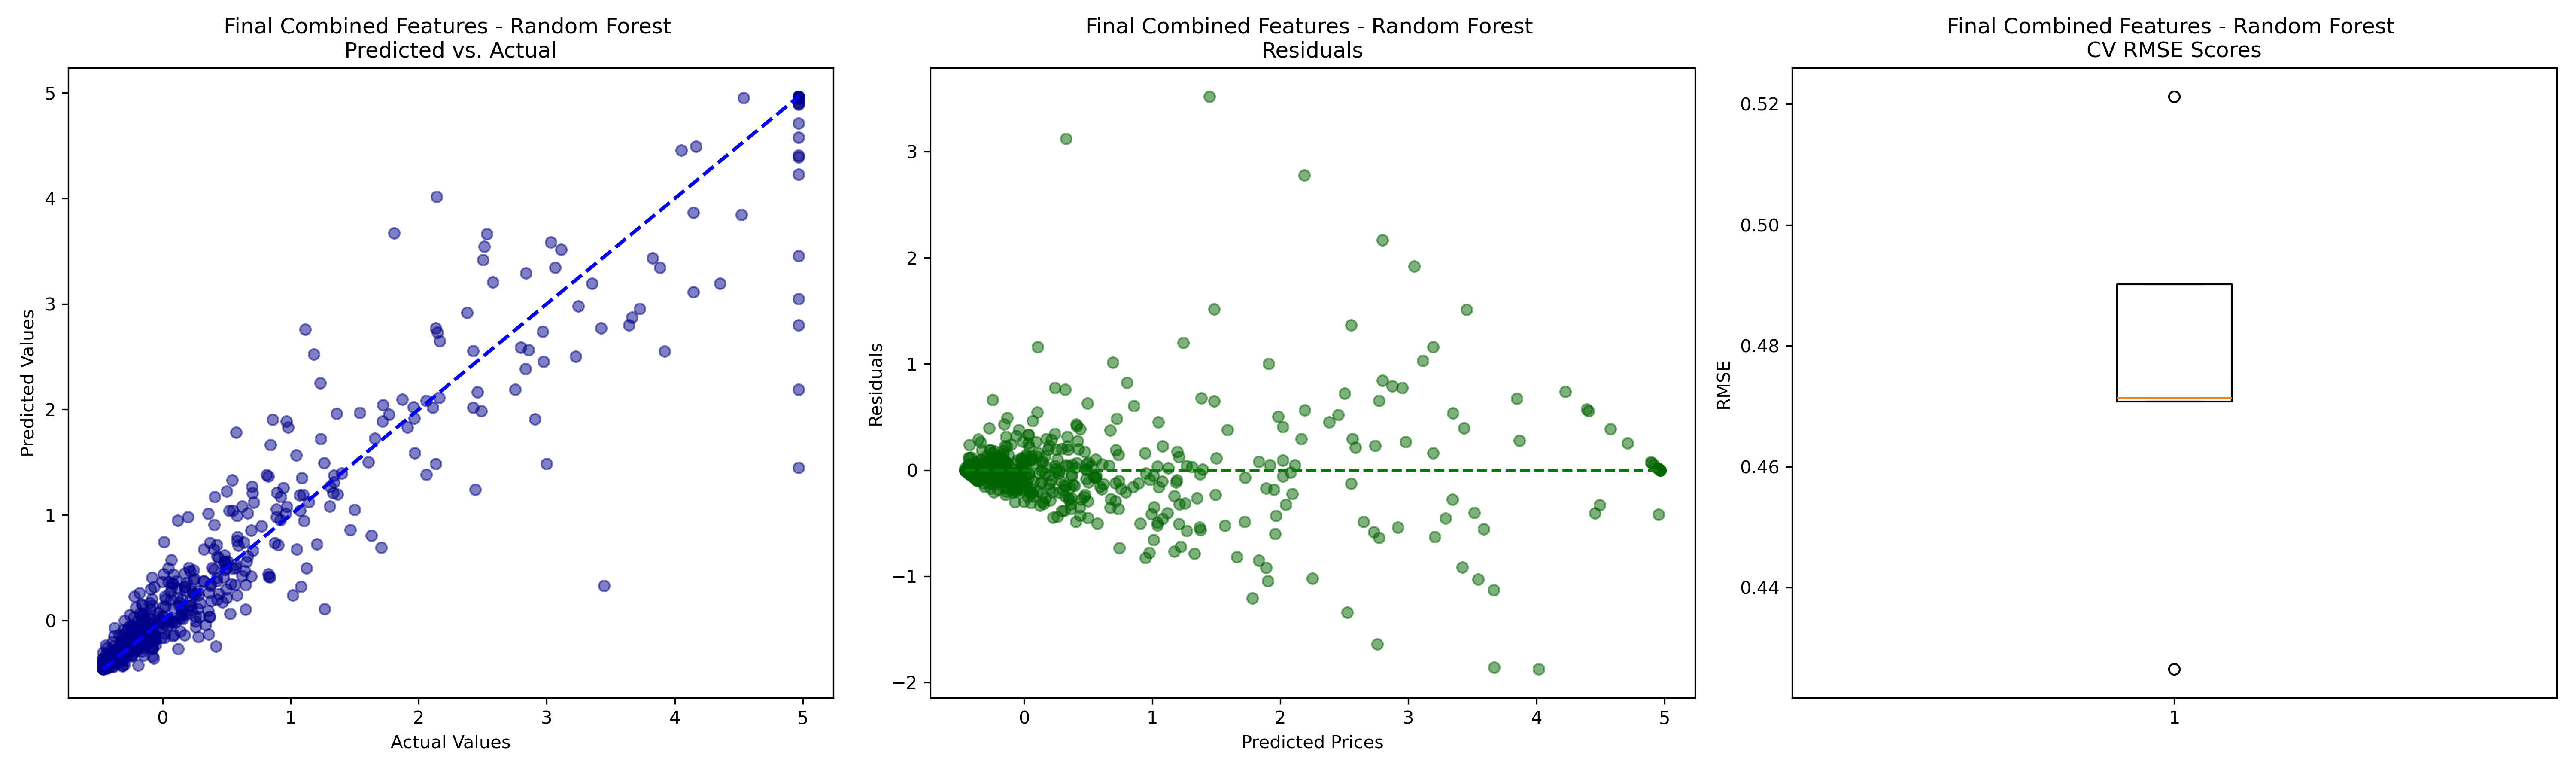 Final Combined Features - Random Forest
Predicted vs. Actual
5
4
3
2
1
0
Predicted Values
0 1 2 3 4 5
Actual Values
Final Combined Features - Random Forest
Residuals
3
2
1
0
−1
−2
Residuals
0 1 2 3 4 5
Predicted Prices
Final Combined Features - Random Forest
CV RMSE Scores
0.52
0.50
0.48
0.46
0.44
RMSE
1